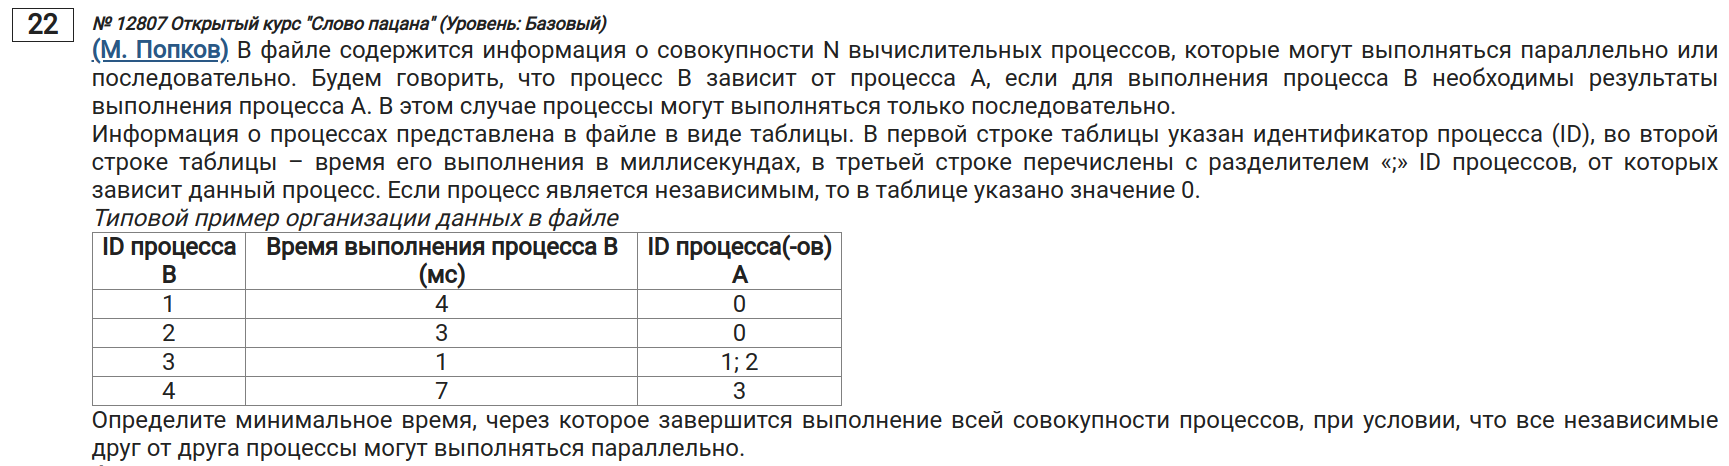 22
№ 12807 Открытый курс "Слово пацана" (Уровень: Базовый)
(М. Попков) В файле содержится информация о совокупности N вычислительных процессов, которые могут выполняться параллельно или
последовательно. Будем говорить, что процесс B зависит от процесса A, если для выполнения процесса B необходимы результаты
выполнения процесса A. В этом случае процессы могут выполняться только последовательно.
Информация о процессах представлена в файле в виде таблицы. В первой строке таблицы указан идентификатор процесса (ID), во второй
строке таблицы – время его выполнения в миллисекундах, в третьей строке перечислены с разделителем «;» ID процессов, от которых
зависит данный процесс. Если процесс является независимым, то в таблице указано значение 0.
Типовой пример организации данных в файле
ID процесса B | Время выполнения процесса B (мс) | ID процесса(-ов) A
1 | 4 | 0
2 | 3 | 0
3 | 1 | 1; 2
4 | 7 | 3
Определите минимальное время, через которое завершится выполнение всей совокупности процессов, при условии, что все независимые
друг от друга процессы могут выполняться параллельно.